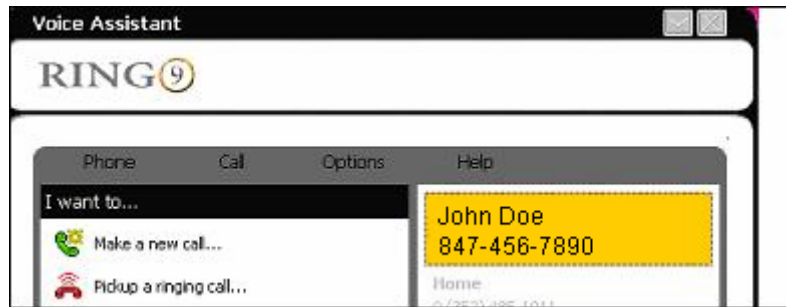 Voice Assistant
RING9
Phone Call Options Help
I want to...
Make a new call...
Pickup a ringing call...
John Doe
847-456-7890
Home